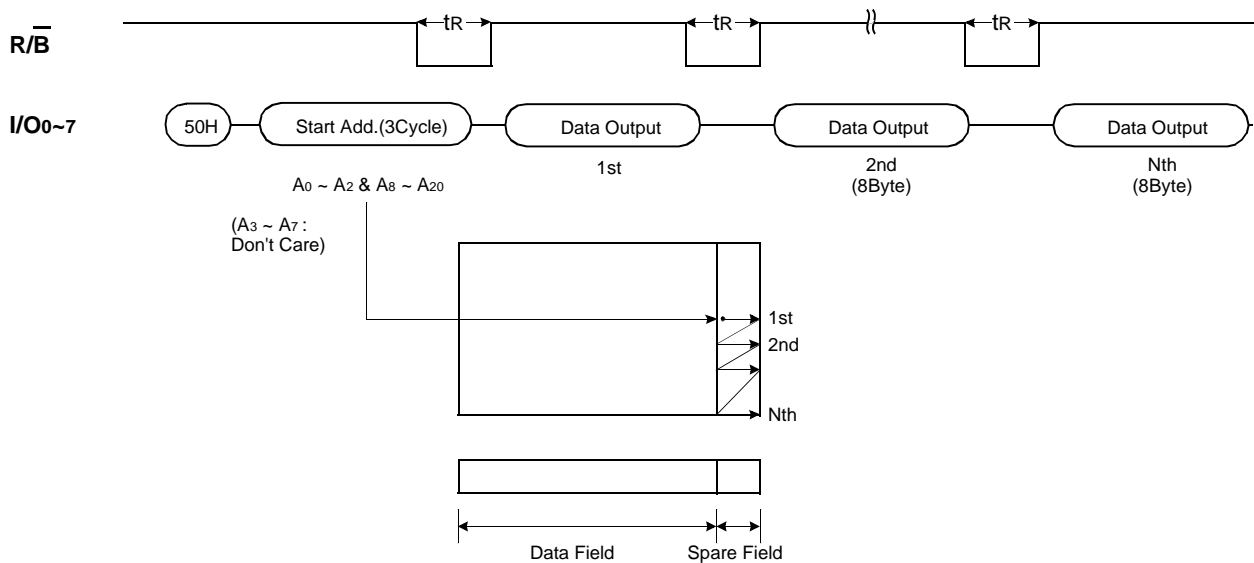 R/B
tR
tR
tR
I/O0~7
50H
Start Add.(3Cycle)
Data Output
Data Output
Data Output
1st
2nd
(8Byte)
Nth
(8Byte)
A0 ~ A2 & A8 ~ A20
(A3 ~ A7 :
Don't Care)
1st
2nd
Nth
Data Field
Spare Field